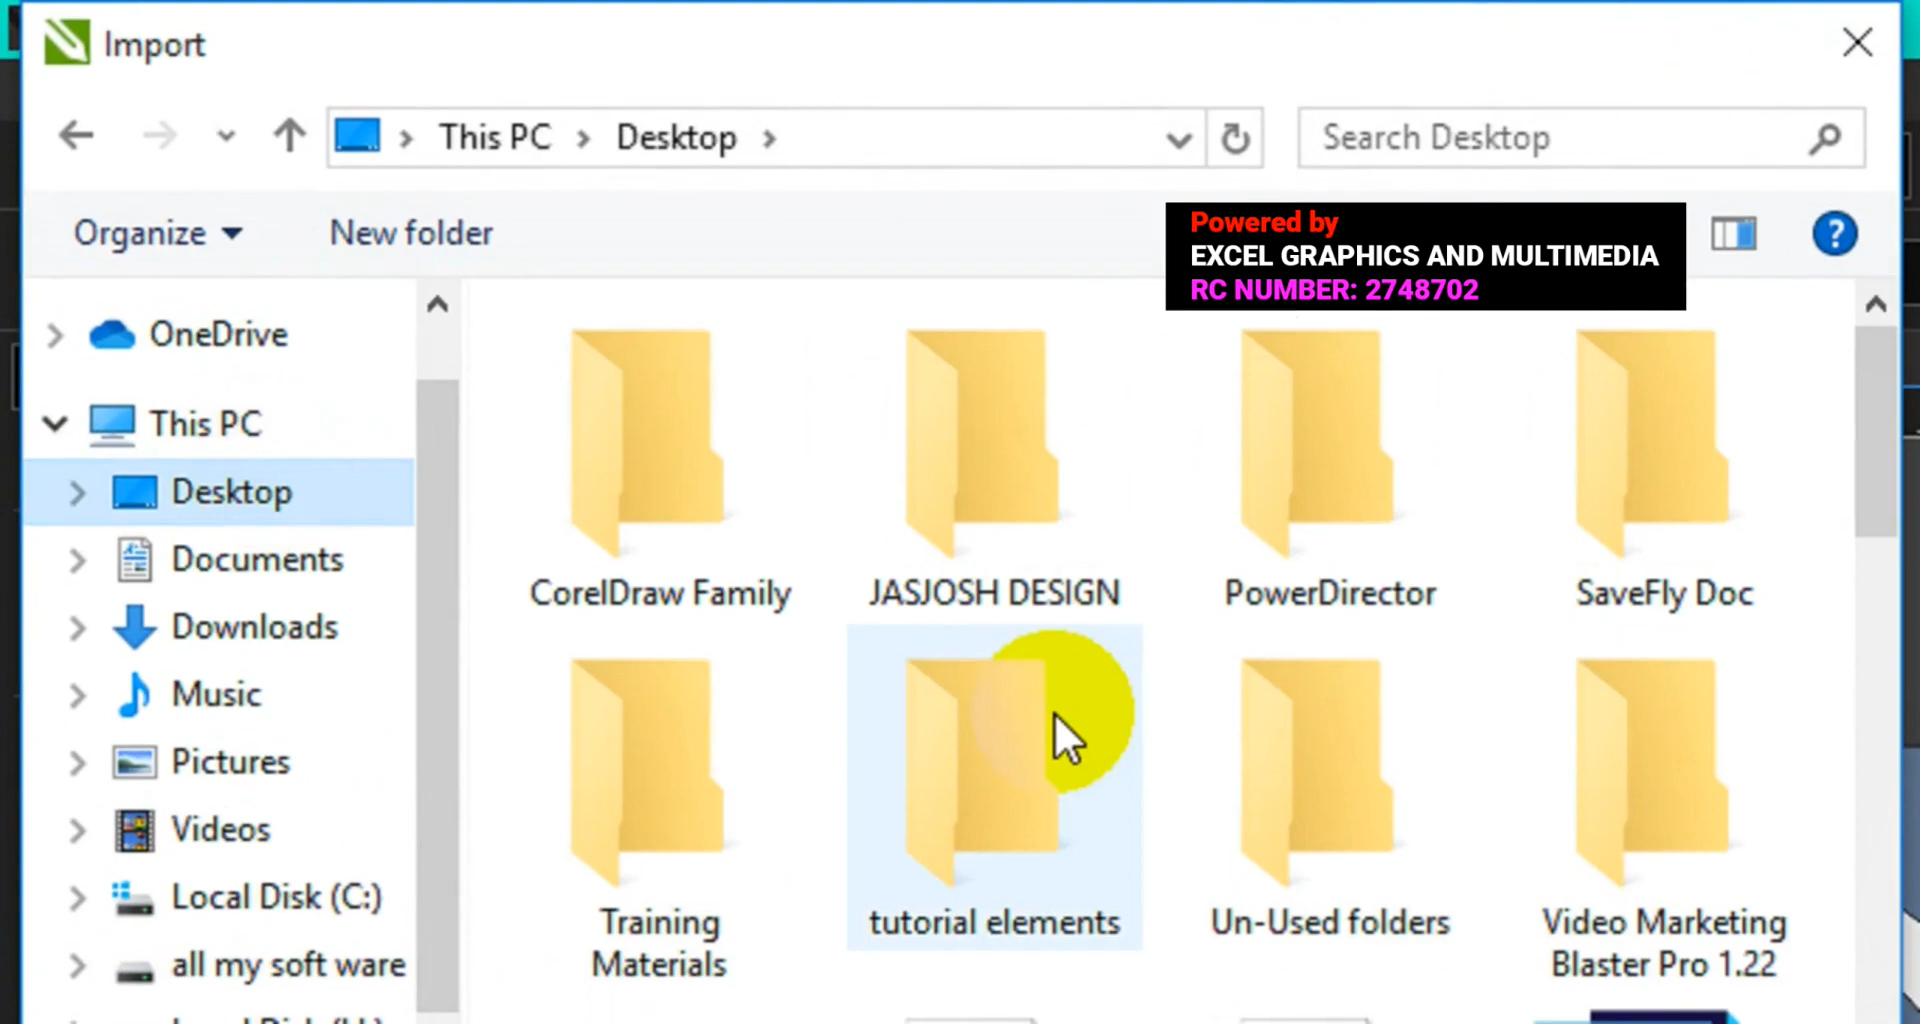 Import
This PC
Desktop
Search Desktop
Organize
New folder
?
Powered by
EXCEL GRAPHICS AND MULTIMEDIA
RC NUMBER: 2748702
OneDrive
This PC
Desktop
Documents
Downloads
Music
Pictures
Videos
Local Disk (C:)
all my soft ware
CorelDraw Family
JASJOSH DESIGN
PowerDirector
SaveFly Doc
Training
Materials
tutorial elements
Un-Used folders
Video Marketing
Blaster Pro 1.22